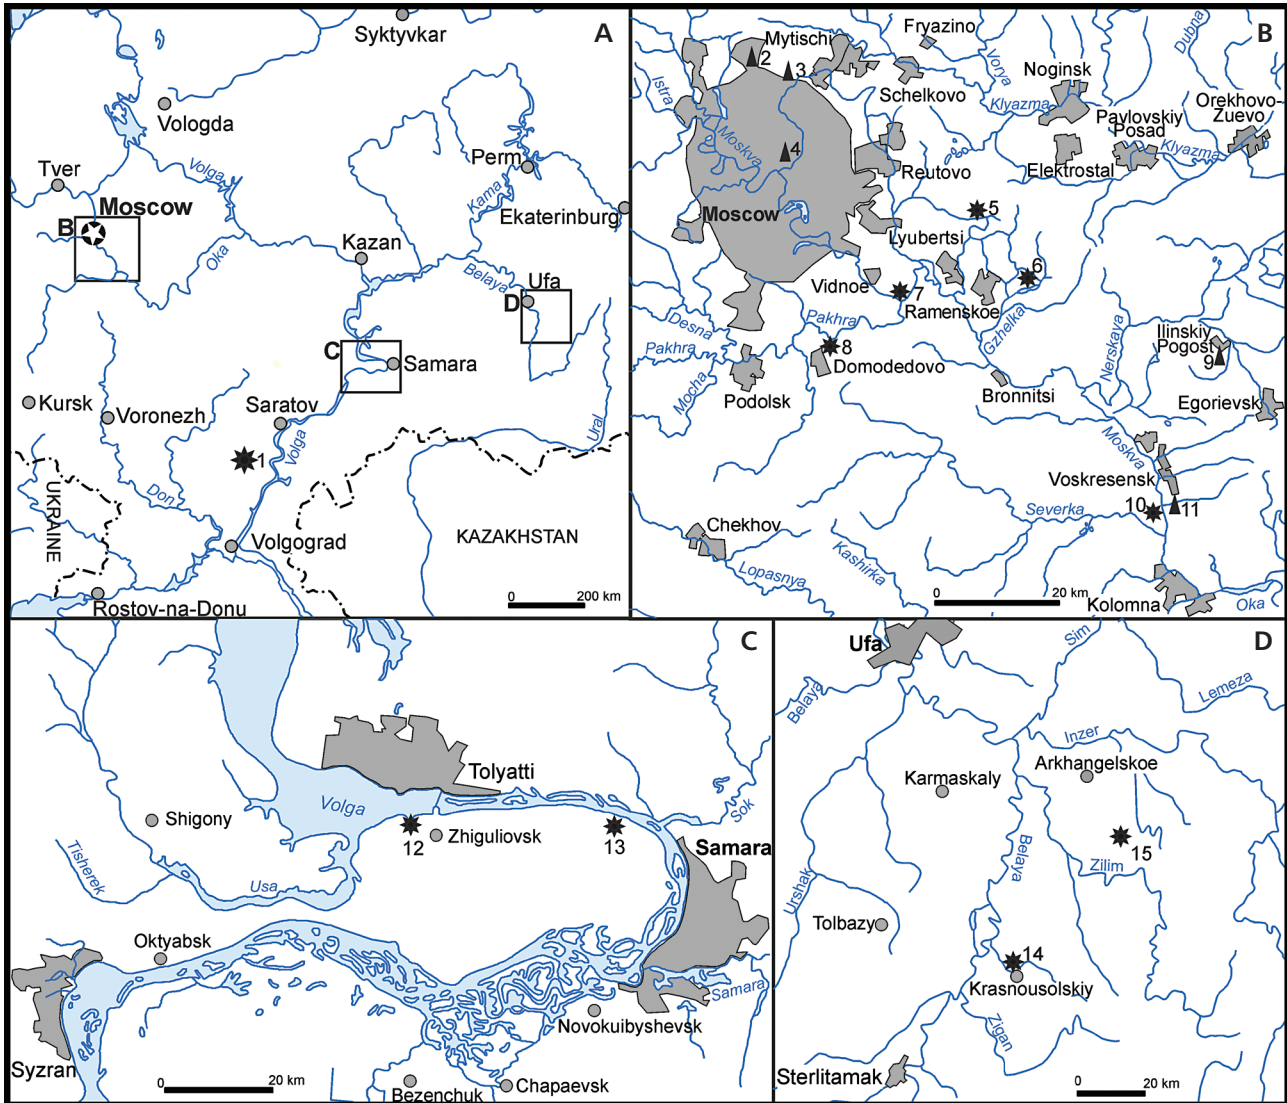 A
Syktyvkar
Vologda
Tver
Volga
Perm
Kama
Moscow
B
Ekaterinburg
Oka
Kazan
Belaya
Ufa
D
C
Samara
Kursk
Voronezh
Saratov
Volga
Ural
1
Don
UKRAINE
Volgograd
KAZAKHSTAN
Rostov-na-Donu
0 200 km
B
Fryazino
Dubna
Mytischi
2
3
Vorya
Noginsk
Istra
Schelkovo
Klyazma
Orekhovo-
Zuevo
Pavlovskiy
Posad
Moskva
4
Klyazma
Reutovo
Elektrostal
Moscow
5
Lyubertsi
6
Vidnoe
7
Ramenskoe
Desna
Pakhra
Gzhelka
Nerskaya
Ilinskiy
Pogost
9
Pakhra
8
Domodedovo
Mocha
Podolsk
Bronnitsi
Egorievsk
Moskva
Voskresensk
10
11
Severka
Chekhov
Kashirka
Lopasnya
0 20 km
Kolomna
Oka
C
Tolyatti
Volga
Sok
Shigony
12
Zhiguliovsk
13
Samara
Tisherek
Usa
Oktyabsk
Samara
Novokuibyshevsk
Syzran
0 20 km
Bezenchuk
Chapaevsk
D
Ufa
Sim
Belaya
Lemeza
Inzer
Arkhangelskoe
Karmaskaly
Belaya
15
Zilim
Urshak
Tolbazy
14
Krasnousolskiy
Zigan
Sterlitamak
0 20 km